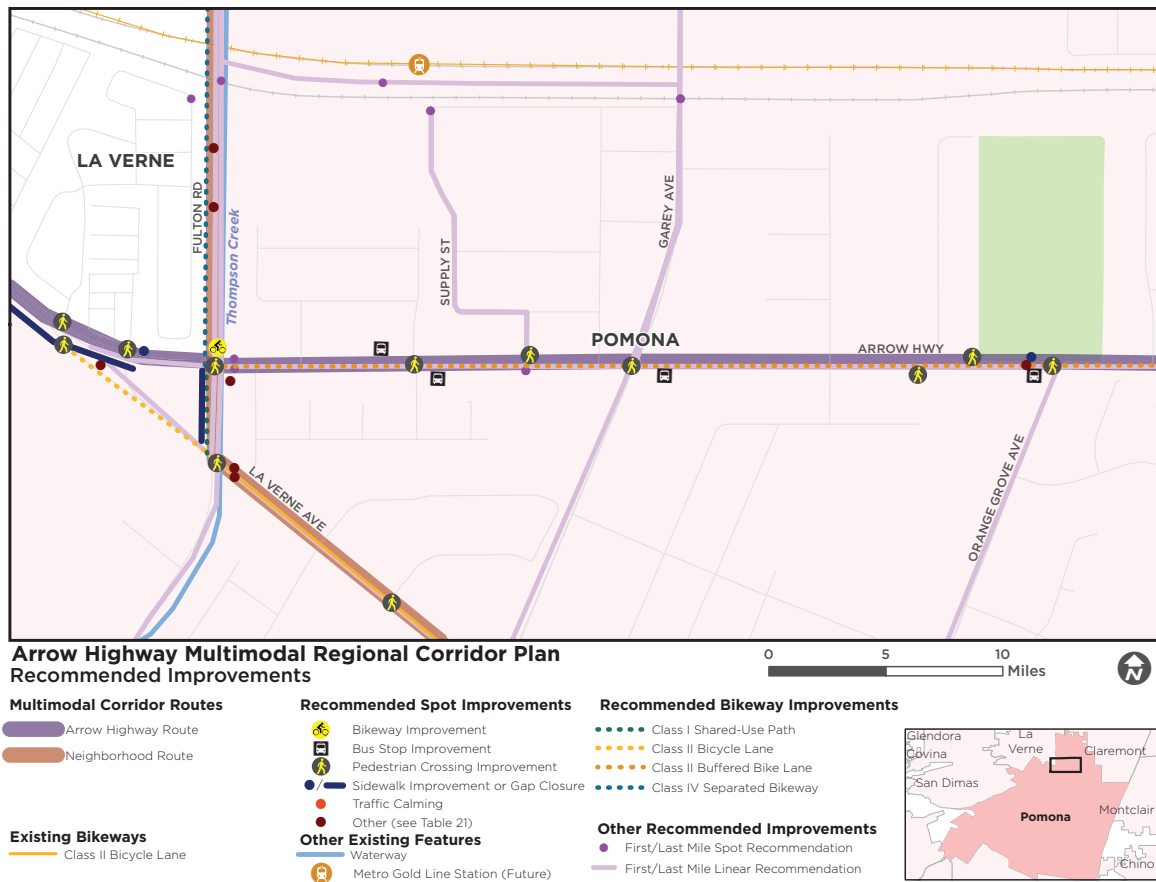 LA VERNE
FULTON RD
Thompson Creek
SUPPLY ST
GAREY AVE
POMONA
ARROW HWY
LA VERNE AVE
ORANGE GROVE AVE
Arrow Highway Multimodal Regional Corridor Plan
Recommended Improvements
0 5 10
Miles
N
Multimodal Corridor Routes
Arrow Highway Route
Neighborhood Route
Existing Bikeways
Class II Bicycle Lane
Recommended Spot Improvements
Bikeway Improvement
Bus Stop Improvement
Pedestrian Crossing Improvement
/ Sidewalk Improvement or Gap Closure
Traffic Calming
Other (see Table 21)
Other Existing Features
Waterway
Metro Gold Line Station (Future)
Recommended Bikeway Improvements
Class I Shared-Use Path
Class II Bicycle Lane
Class II Buffered Bike Lane
Class IV Separated Bikeway
Other Recommended Improvements
First/Last Mile Spot Recommendation
First/Last Mile Linear Recommendation
Glendora
Covina
La
Verne
Claremont
San Dimas
Pomona
Montclair
Chino